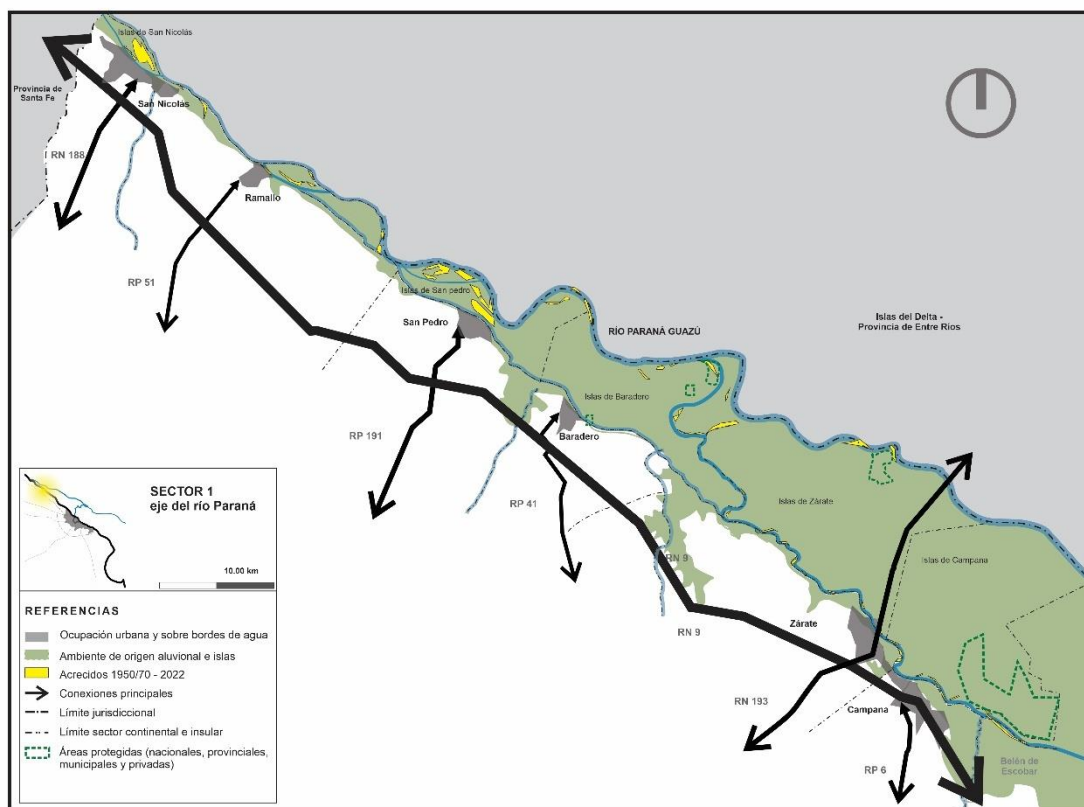 Islas de San Nicolás
Provincia de
Santa Fe
San Nicolás
RN 188
Ramallo
RP 51
Islas de San pedro
San Pedro
RÍO PARANÁ GUAZÚ
Islas del Delta -
Provincia de Entre Ríos
Islas de Baradero
Baradero
RP 191
RP 41
Islas de Zárate
RN 9
Islas de Campana
RN 9
Zárate
RN 193
Campana
RP 6
Belén de
Escobar
SECTOR 1
eje del río Paraná
10.00 km
REFERENCIAS
Ocupación urbana y sobre bordes de agua
Ambiente de origen aluvional e islas
Acrecidos 1950/70 - 2022
Conexiones principales
Límite jurisdiccional
Límite sector continental e insular
Áreas protegidas (nacionales, provinciales,
municipales y privadas)